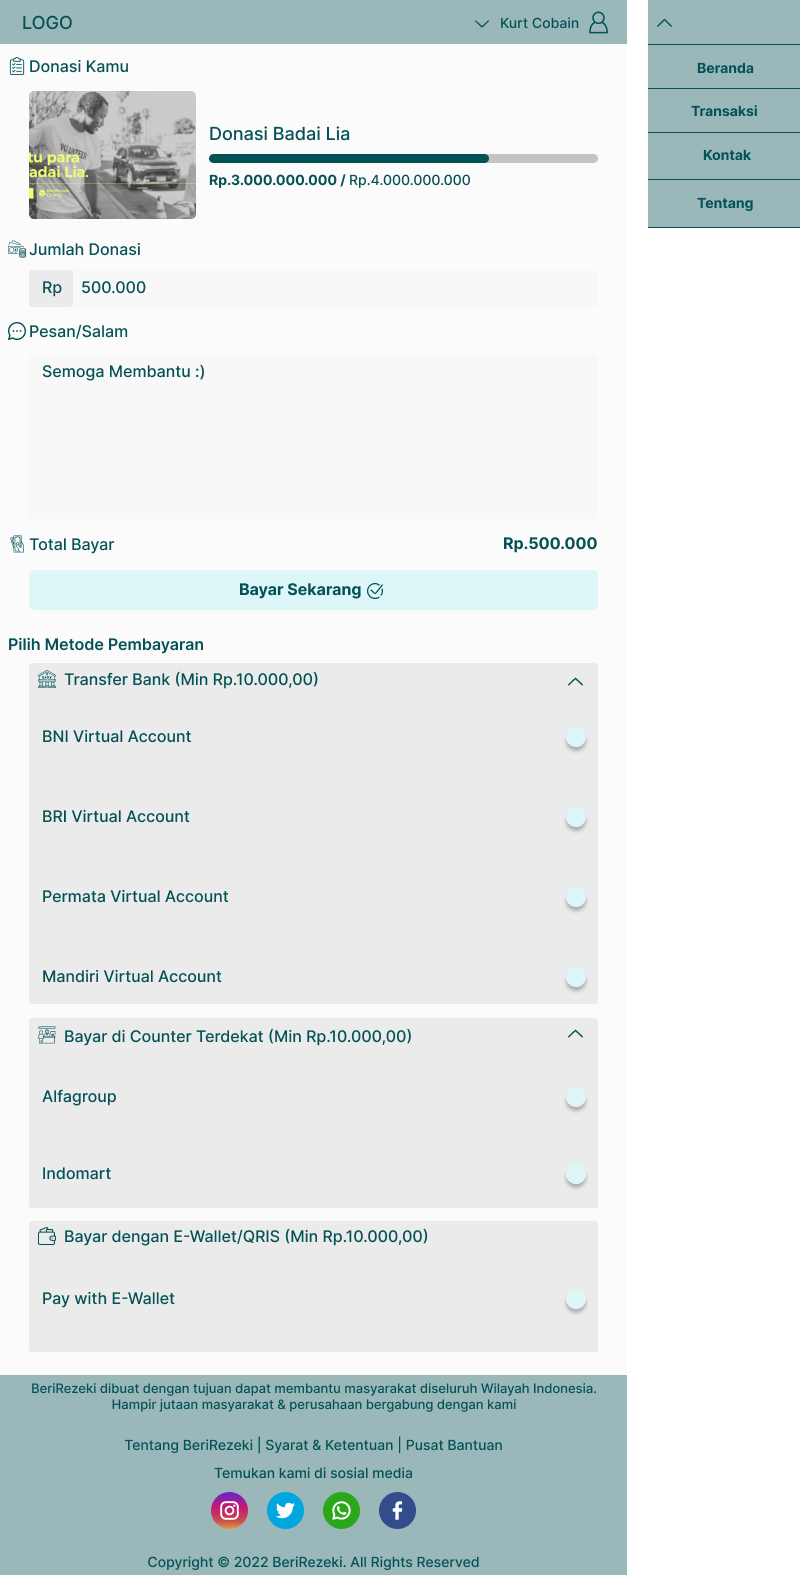 LOGO
Kurt Cobain
Donasi Kamu
VOLUNTEER
tu para
adai Lia.
Donasi Badai Lia
Rp.3.000.000.000 / Rp.4.000.000.000
Jumlah Donasi
Rp 500.000
Pesan/Salam
Semoga Membantu :)
Total Bayar Rp.500.000
Bayar Sekarang
Pilih Metode Pembayaran
Transfer Bank (Min Rp.10.000,00)
BNI Virtual Account
BRI Virtual Account
Permata Virtual Account
Mandiri Virtual Account
Bayar di Counter Terdekat (Min Rp.10.000,00)
Alfagroup
Indomart
Bayar dengan E-Wallet/QRIS (Min Rp.10.000,00)
Pay with E-Wallet
BeriRezeki dibuat dengan tujuan dapat membantu masyarakat diseluruh Wilayah Indonesia.
Hampir jutaan masyarakat & perusahaan bergabung dengan kami
Tentang BeriRezeki | Syarat & Ketentuan | Pusat Bantuan
Temukan kami di sosial media
Copyright © 2022 BeriRezeki. All Rights Reserved
Beranda
Transaksi
Kontak
Tentang